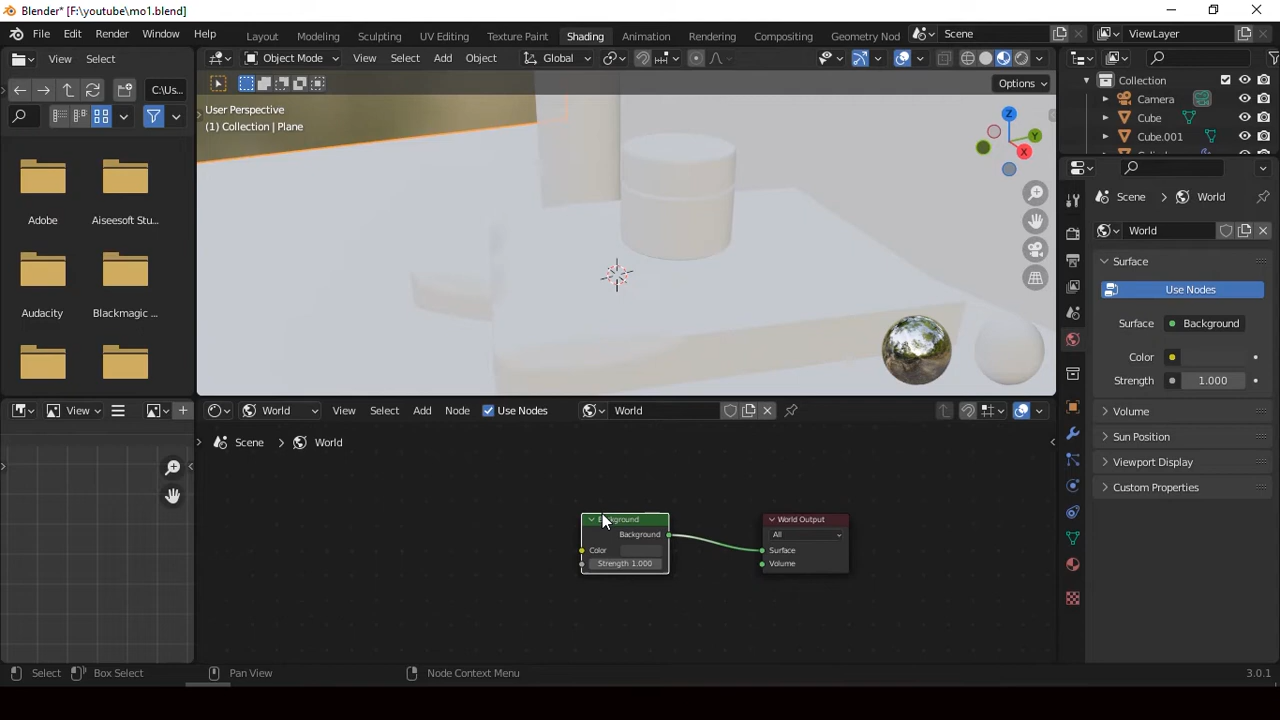 Blender* [F:\youtube\mo1.blend]
File Edit Render Window Help
Layout Modeling Sculpting UV Editing Texture Paint Shading Animation Rendering Compositing Geometry Nod
Scene
ViewLayer
View Select
Object Mode
View Select Add Object
Global
C:\Us...
Options
User Perspective
(1) Collection | Plane
Z
Y
X
Collection
Camera
Cube
Cube.001
Adobe
Aiseesoft Stu...
Audacity
Blackmagic ...
Scene
World
World
Surface
Use Nodes
Surface
Background
Color
Strength
1.000
Volume
Sun Position
Viewport Display
Custom Properties
View
World
View Select Add Node
Use Nodes
World
Scene
World
Background
Color
Strength 1.000
World Output
All
Surface
Volume
Select
Box Select
Pan View
Node Context Menu
3.0.1